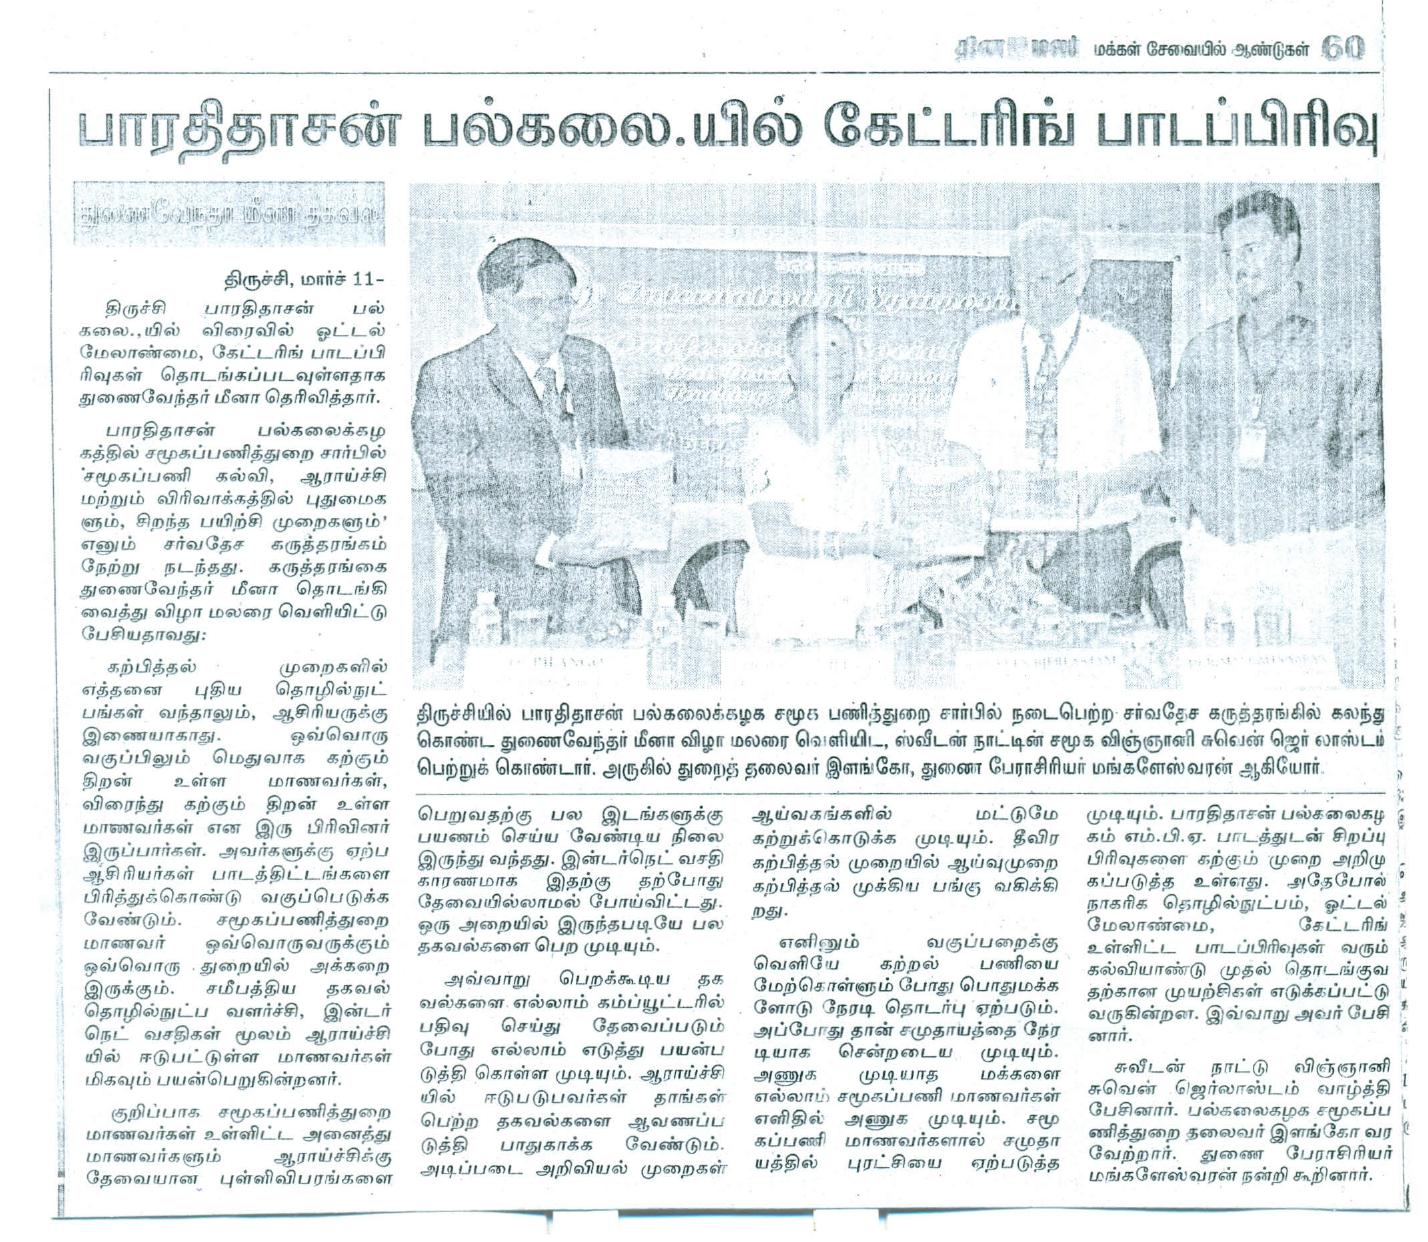 தினமலர் மக்கள் சேவையில் ஆண்டுகள் 60
பாரதிதாசன் பல்கலை.யில் கேட்டரிங் பாடப்பிரிவு
துணைவேந்தர் மீனா தகவல்
திருச்சி, மார்ச் 11-
திருச்சி பாரதிதாசன் பல்
கலை.,யில் விரைவில் ஓட்டல்
மேலாண்மை, கேட்டரிங் பாடப்பி
ரிவுகள் தொடங்கப்படவுள்ளதாக
துணைவேந்தர் மீனா தெரிவித்தார்.
பாரதிதாசன் பல்கலைக்கழ
கத்தில் சமூகப்பணித்துறை சார்பில்
'சமூகப்பணி கல்வி, ஆராய்ச்சி
மற்றும் விரிவாக்கத்தில் புதுமைக
ளும், சிறந்த பயிற்சி முறைகளும்'
எனும் சர்வதேச கருத்தரங்கம்
நேற்று நடந்தது. கருத்தரங்கை
துணைவேந்தர் மீனா தொடங்கி
வைத்து விழா மலரை வெளியிட்டு
பேசியதாவது:
கற்பித்தல் முறைகளில்
எத்தனை புதிய தொழில்நுட்
பங்கள் வந்தாலும், ஆசிரியருக்கு
இணையாகாது. ஒவ்வொரு
வகுப்பிலும் மெதுவாக கற்கும்
திறன் உள்ள மாணவர்கள்,
விரைந்து கற்கும் திறன் உள்ள
மாணவர்கள் என இரு பிரிவினர்
இருப்பார்கள். அவர்களுக்கு ஏற்ப
ஆசிரியர்கள் பாடத்திட்டங்களை
பிரித்துக்கொண்டு வகுப்பெடுக்க
வேண்டும். சமூகப்பணித்துறை
மாணவர் ஒவ்வொருவருக்கும்
ஒவ்வொரு துறையில் அக்கறை
இருக்கும். சமீபத்திய தகவல்
தொழில்நுட்ப வளர்ச்சி, இன்டர்
நெட் வசதிகள் மூலம் ஆராய்ச்சி
யில் ஈடுபட்டுள்ள மாணவர்கள்
மிகவும் பயன்பெறுகின்றனர்.
குறிப்பாக சமூகப்பணித்துறை
மாணவர்கள் உள்ளிட்ட அனைத்து
மாணவர்களும் ஆராய்ச்சிக்கு
தேவையான புள்ளிவிபரங்களை
திருச்சியில் பாரதிதாசன் பல்கலைக்கழக சமூக பணித்துறை சார்பில் நடைபெற்ற சர்வதேச கருத்தரங்கில் கலந்து
கொண்ட துணைவேந்தர் மீனா விழா மலரை வெளியிட, ஸ்வீடன் நாட்டின் சமூக விஞ்ஞானி சுவென் ஜெர் லாஸ்டம்
பெற்றுக் கொண்டார். அருகில் துறைத் தலைவர் இளங்கோ, துணை பேராசிரியர் மங்களேஸ்வரன் ஆகியோர்.
பெறுவதற்கு பல இடங்களுக்கு
பயணம் செய்ய வேண்டிய நிலை
இருந்து வந்தது. இன்டர்நெட் வசதி
காரணமாக இதற்கு தற்போது
தேவையில்லாமல் போய்விட்டது.
ஒரு அறையில் இருந்தபடியே பல
தகவல்களை பெற முடியும்.
அவ்வாறு பெறக்கூடிய தக
வல்களை எல்லாம் கம்ப்யூட்டரில்
பதிவு செய்து தேவைப்படும்
போது எல்லாம் எடுத்து பயன்ப
டுத்தி கொள்ள முடியும். ஆராய்ச்சி
யில் ஈடுபடுபவர்கள் தாங்கள்
பெற்ற தகவல்களை ஆவணப்ப
டுத்தி பாதுகாக்க வேண்டும்.
அடிப்படை அறிவியல் முறைகள்
ஆய்வகங்களில் மட்டுமே
கற்றுக்கொடுக்க முடியும். தீவிர
கற்பித்தல் முறையில் ஆய்வுமுறை
கற்பித்தல் முக்கிய பங்கு வகிக்கி
றது.
எனினும் வகுப்பறைக்கு
வெளியே கற்றல் பணியை
மேற்கொள்ளும் போது பொதுமக்க
ளோடு நேரடி தொடர்பு ஏற்படும்.
அப்போது தான் சமுதாயத்தை நேர
டியாக சென்றடைய முடியும்.
அணுக முடியாத மக்களை
எல்லாம் சமூகப்பணி மாணவர்கள்
எளிதில் அணுக முடியும். சமூ
கப்பணி மாணவர்களால் சமுதா
யத்தில் புரட்சியை ஏற்படுத்த
முடியும். பாரதிதாசன் பல்கலைகழ
கம் எம்.பி.ஏ. பாடத்துடன் சிறப்பு
பிரிவுகளை கற்கும் முறை அறிமு
கப்படுத்த உள்ளது. அதேபோல்
நாகரிக தொழில்நுட்பம், ஓட்டல்
மேலாண்மை, கேட்டரிங்
உள்ளிட்ட பாடப்பிரிவுகள் வரும்
கல்வியாண்டு முதல் தொடங்குவ
தற்கான முயற்சிகள் எடுக்கப்பட்டு
வருகின்றன. இவ்வாறு அவர் பேசி
னார்.
சுவீடன் நாட்டு விஞ்ஞானி
சுவென் ஜெர்லாஸ்டம் வாழ்த்தி
பேசினார். பல்கலைகழக சமூகப்ப
ணித்துறை தலைவர் இளங்கோ வர
வேற்றார். துணை பேராசிரியர்
மங்களேஸ்வரன் நன்றி கூறினார்.